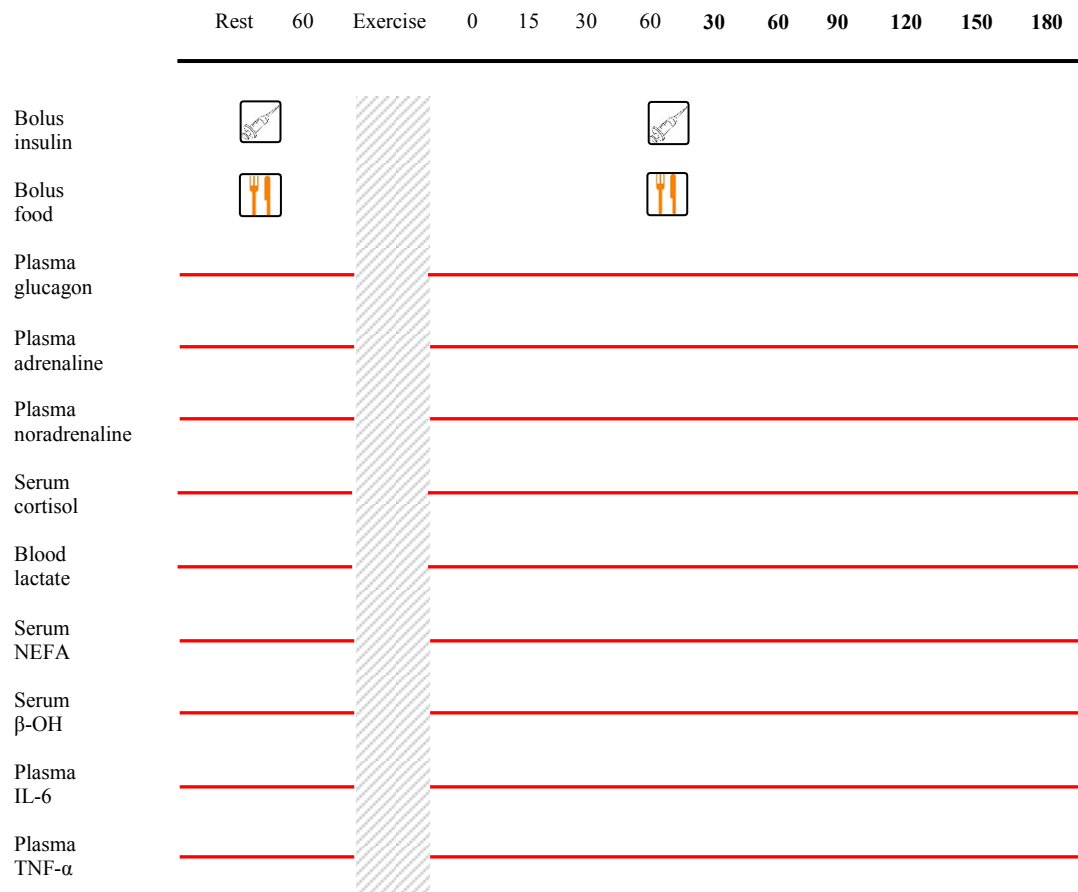 Rest 60 Exercise 0 15 30 60 30 60 90 120 150 180
Bolus
insulin
Bolus
food
Plasma
glucagon
Plasma
adrenaline
Plasma
noradrenaline
Serum
cortisol
Blood
lactate
Serum
NEFA
Serum
β-OH
Plasma
IL-6
Plasma
TNF-α